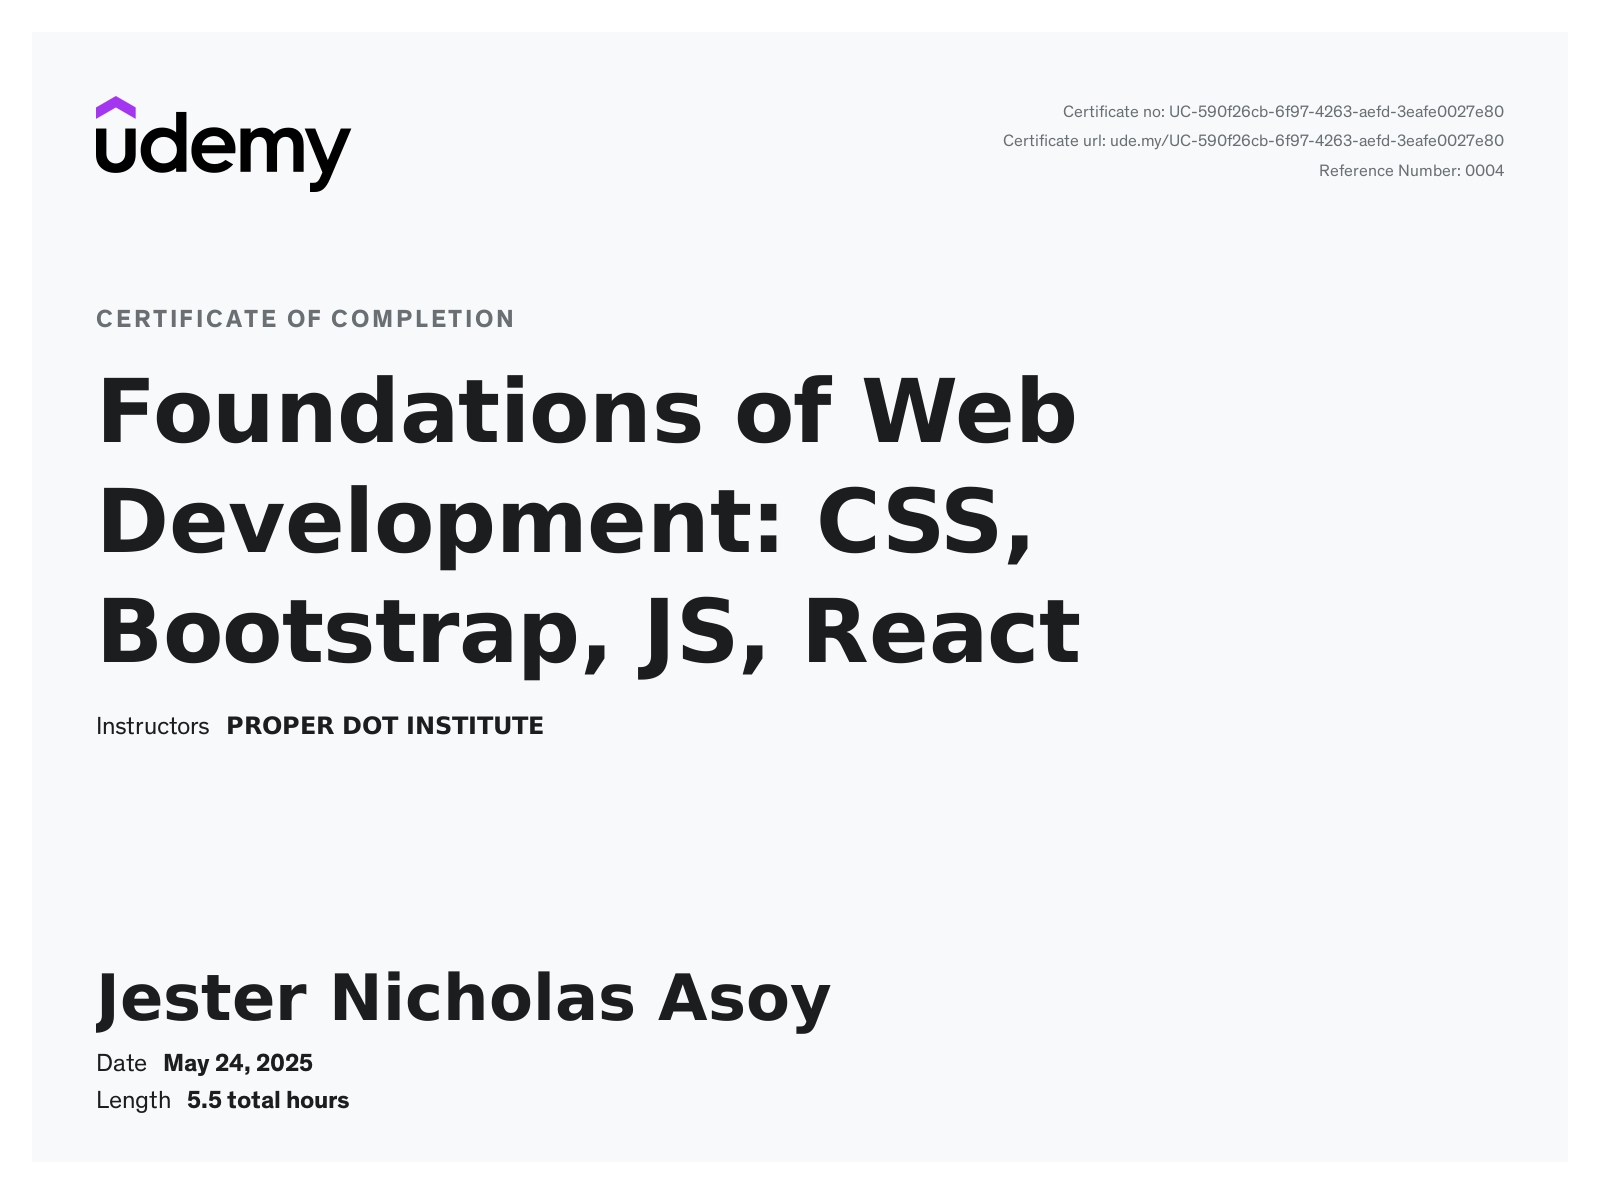 udemy
Certificate no: UC-590f26cb-6f97-4263-aefd-3eafe0027e80
Certificate url: ude.my/UC-590f26cb-6f97-4263-aefd-3eafe0027e80
Reference Number: 0004
CERTIFICATE OF COMPLETION
Foundations of Web
Development: CSS,
Bootstrap, JS, React
Instructors PROPER DOT INSTITUTE
Jester Nicholas Asoy
Date May 24, 2025
Length 5.5 total hours